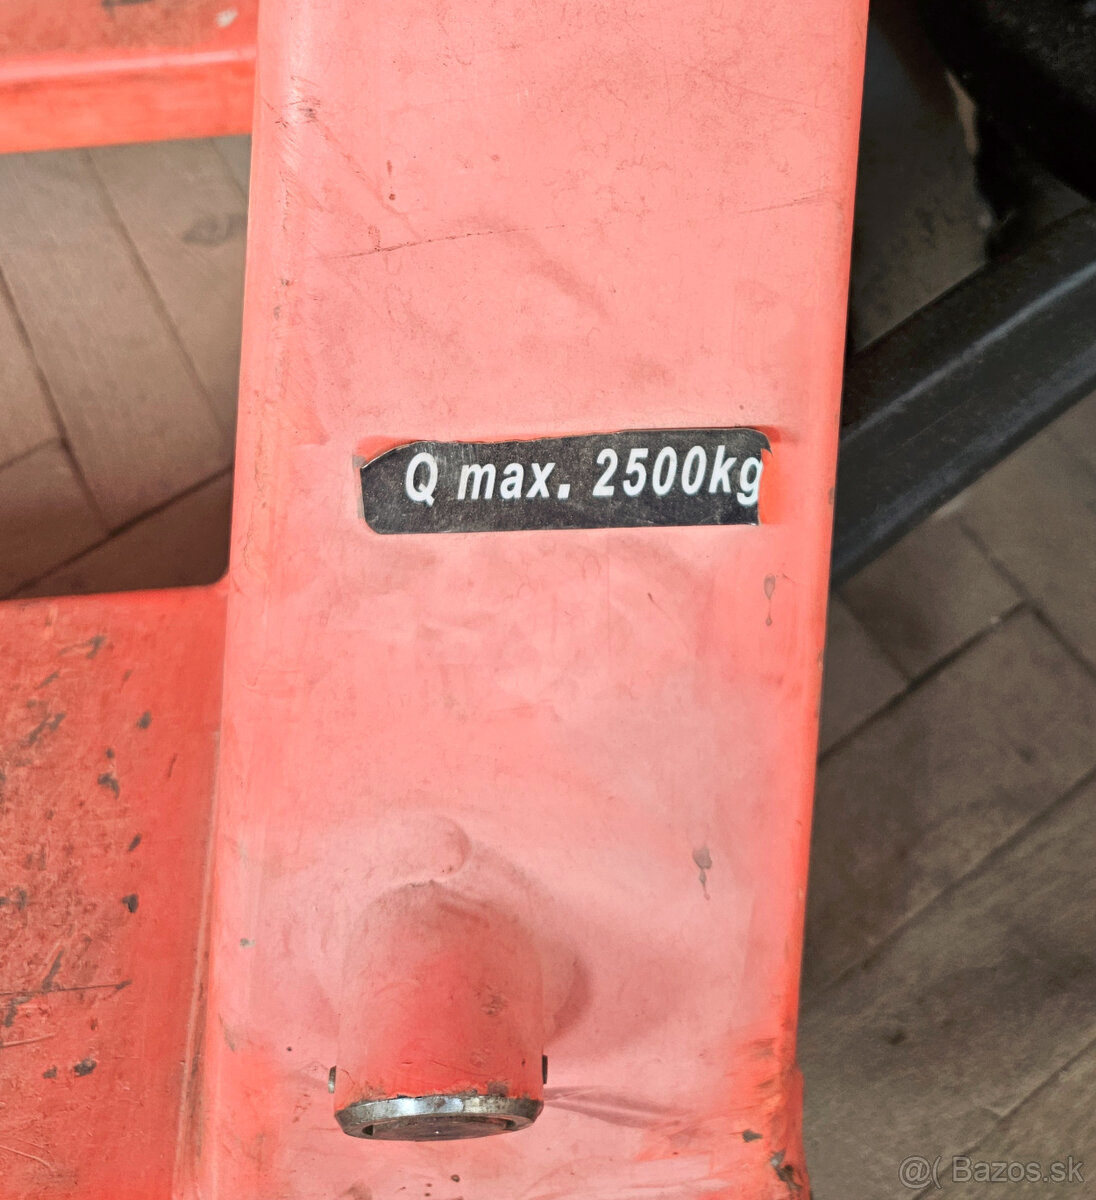 Q max. 2500kg
@( Bazos.sk